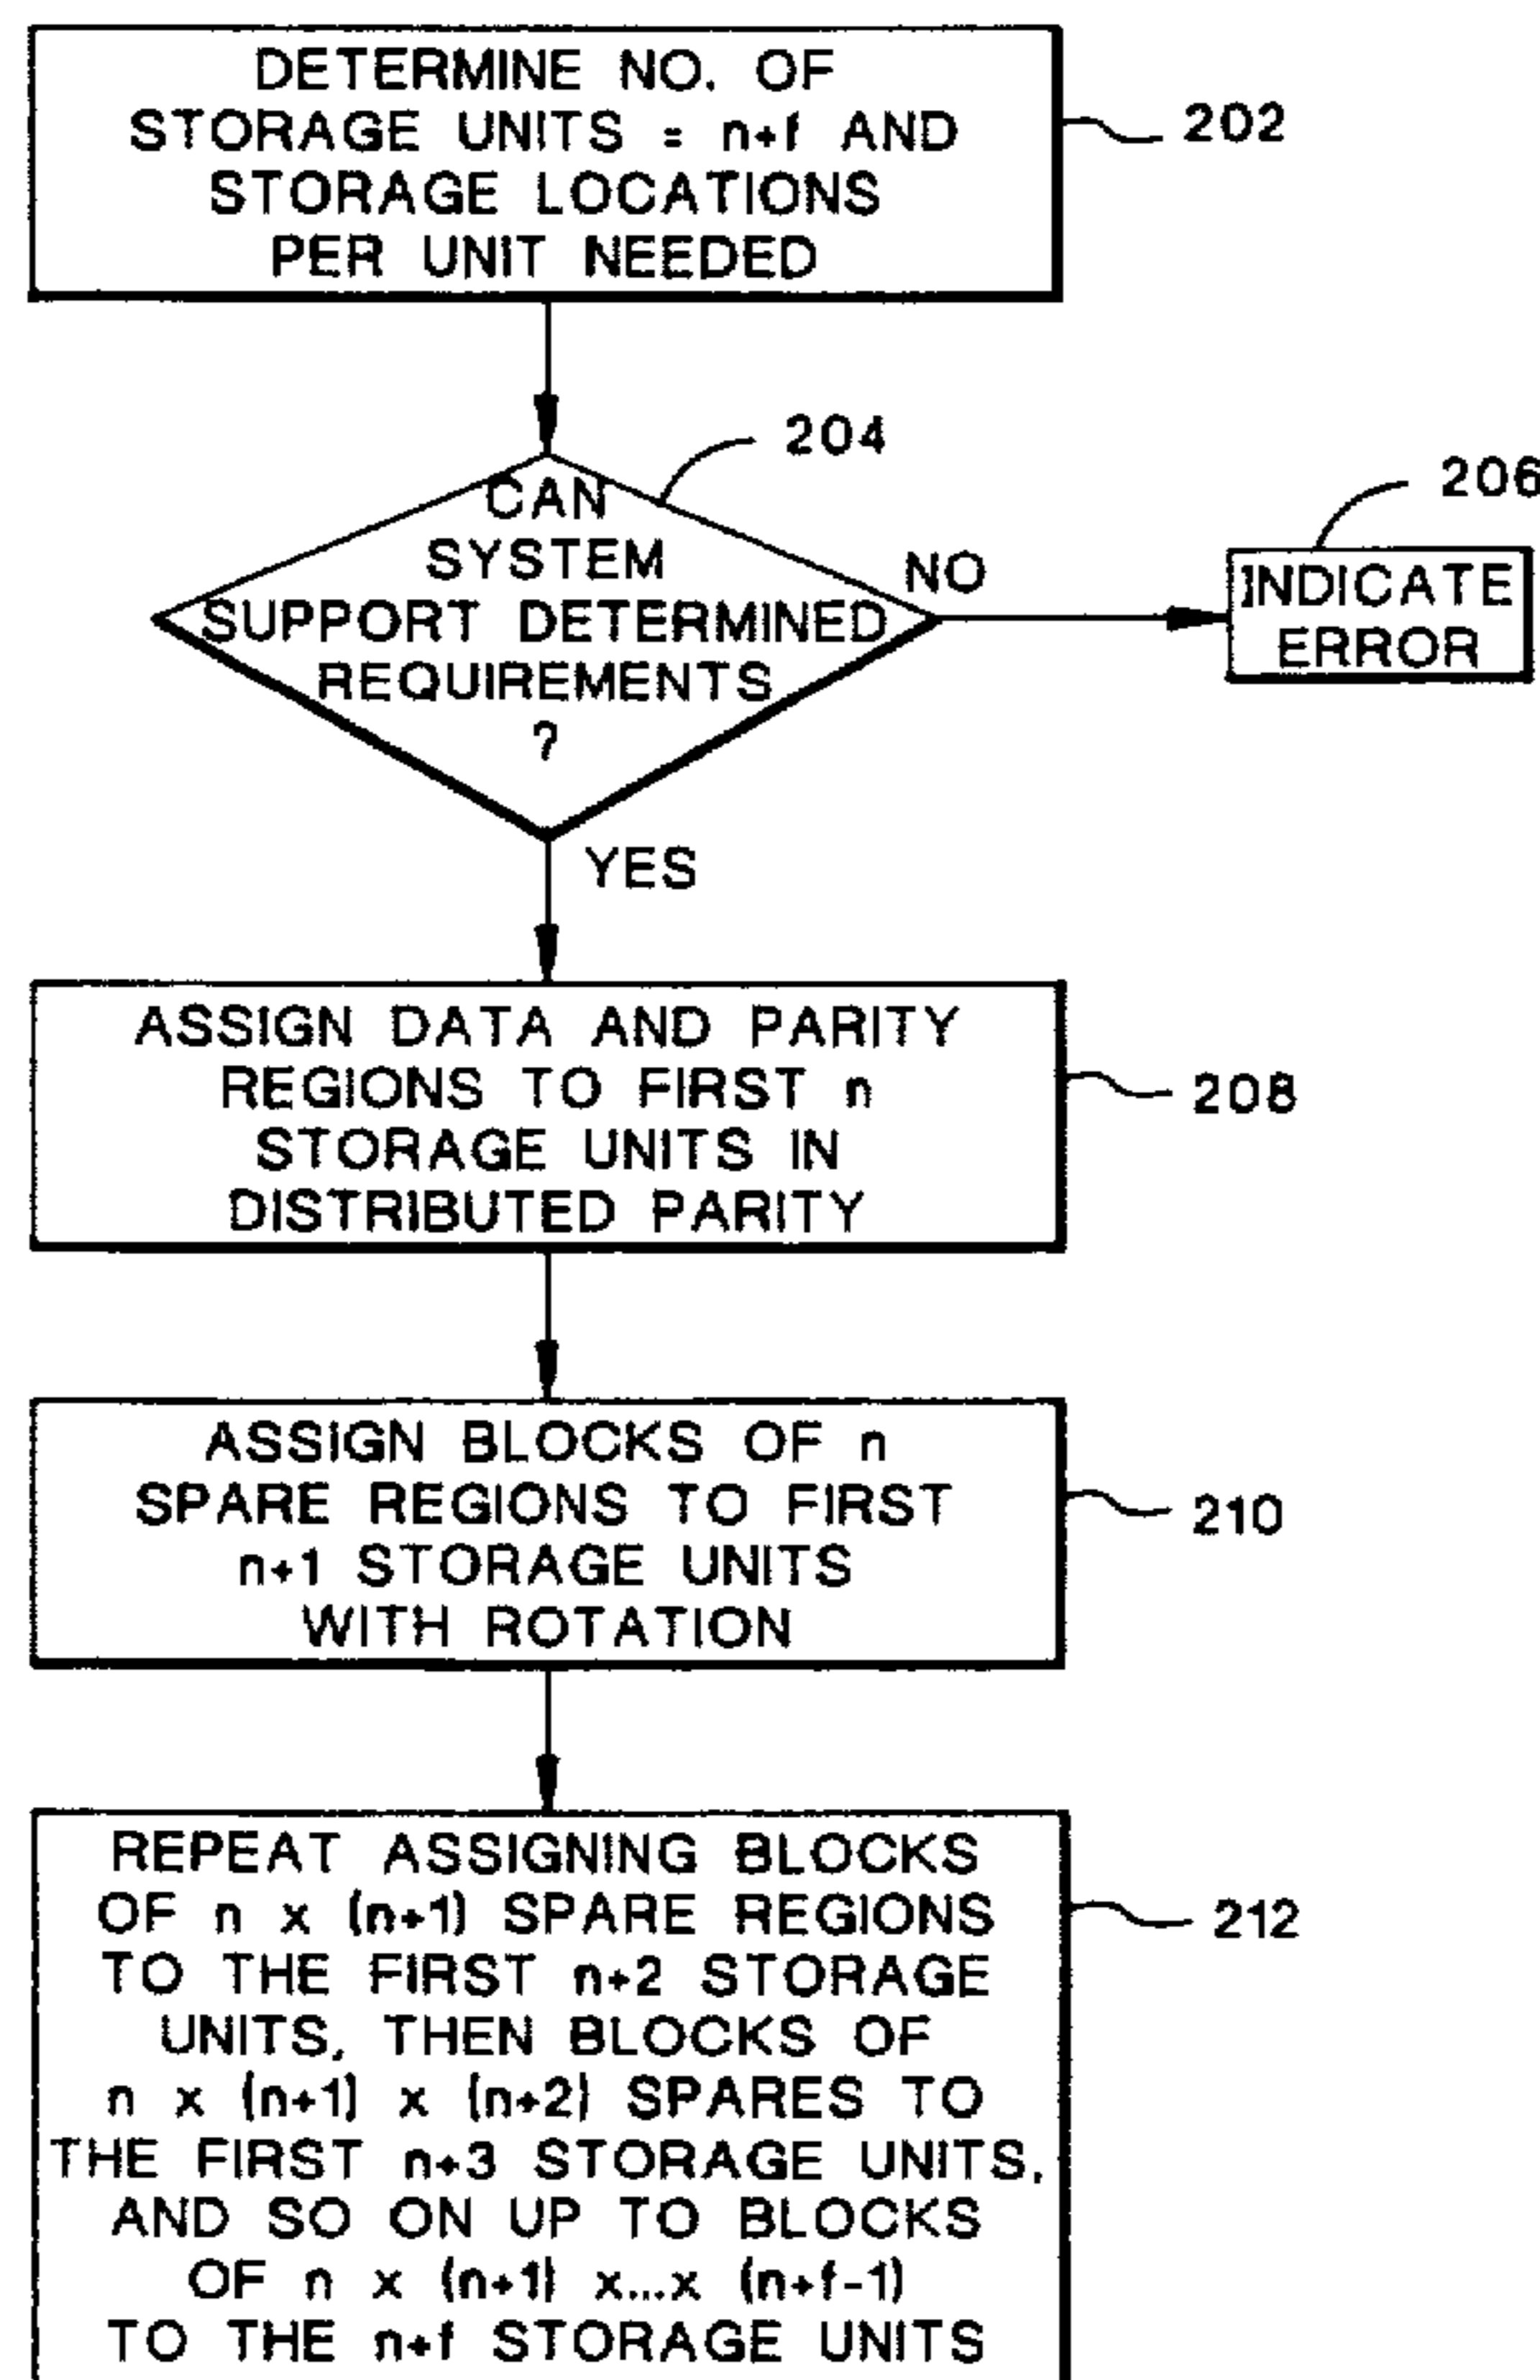 DETERMINE NO. OF
STORAGE UNITS = n+f AND
STORAGE LOCATIONS
PER UNIT NEEDED
202
CAN
SYSTEM
SUPPORT DETERMINED
REQUIREMENTS
?
204
NO
206
INDICATE
ERROR
YES
ASSIGN DATA AND PARITY
REGIONS TO FIRST n
STORAGE UNITS IN
DISTRIBUTED PARITY
208
ASSIGN BLOCKS OF n
SPARE REGIONS TO FIRST
n+1 STORAGE UNITS
WITH ROTATION
210
REPEAT ASSIGNING BLOCKS
OF n x (n+1) SPARE REGIONS
TO THE FIRST n+2 STORAGE
UNITS, THEN BLOCKS OF
n x (n+1) x (n+2) SPARES TO
THE FIRST n+3 STORAGE UNITS,
AND SO ON UP TO BLOCKS
OF n x (n+1) x...x (n+f-1)
TO THE n+f STORAGE UNITS
212